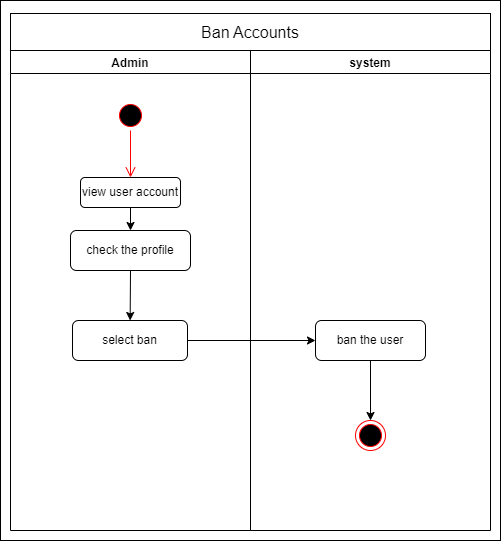 Ban Accounts
Admin
system
view user account
check the profile
select ban
ban the user